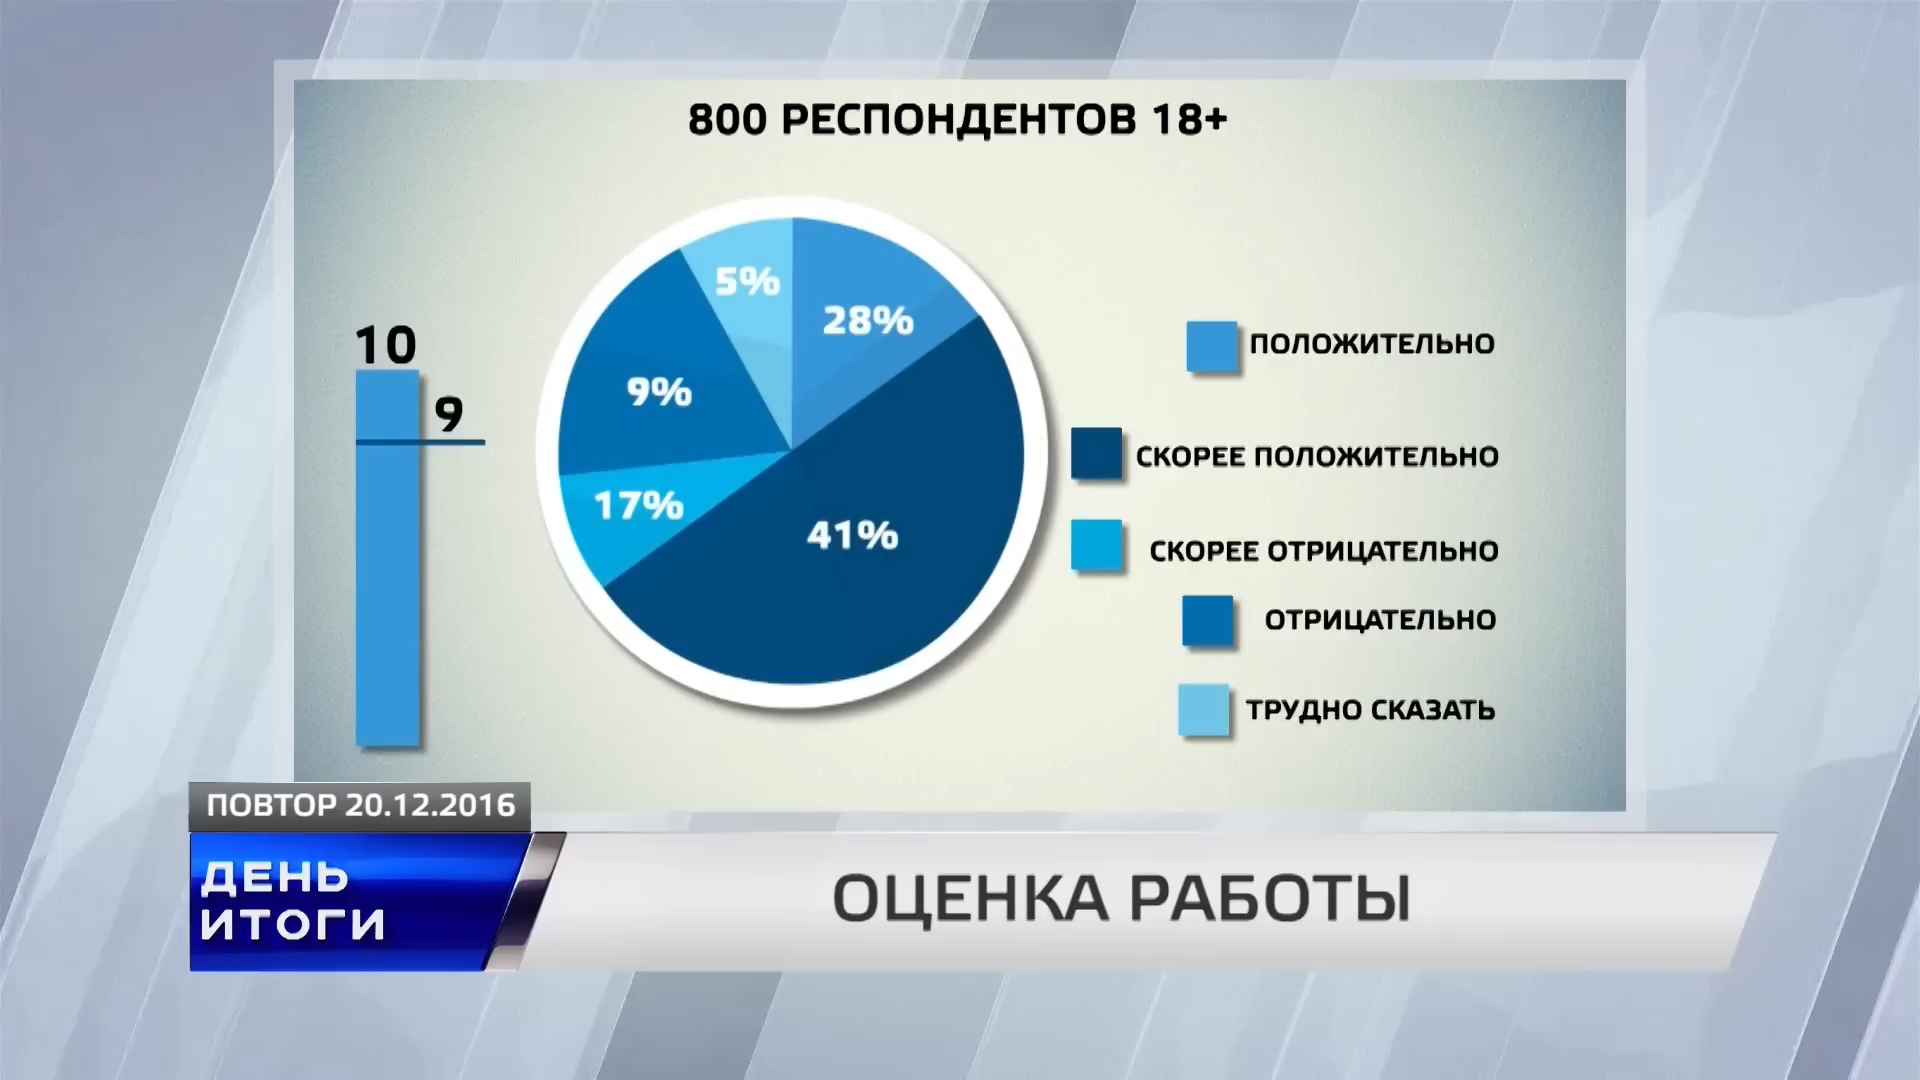 800 РЕСПОНДЕНТОВ 18+
10
9
5%
28%
9%
17%
41%
ПОЛОЖИТЕЛЬНО
СКОРЕЕ ПОЛОЖИТЕЛЬНО
СКОРЕЕ ОТРИЦАТЕЛЬНО
ОТРИЦАТЕЛЬНО
ТРУДНО СКАЗАТЬ
ПОВТОР 20.12.2016
ДЕНЬ
ИТОГИ
ОЦЕНКА РАБОТЫ